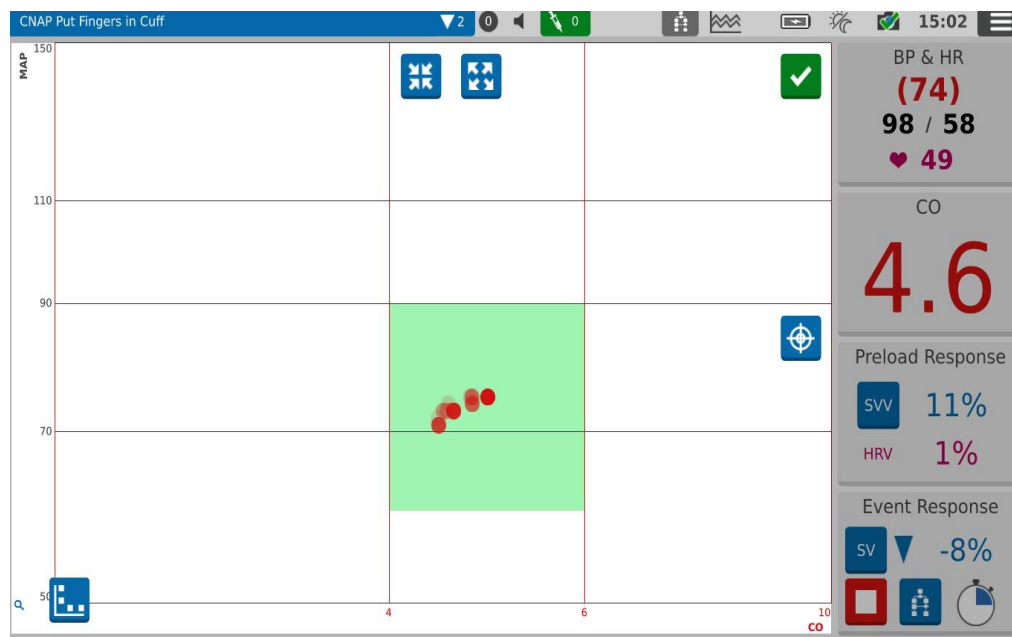 CNAP Put Fingers in Cuff
2
0
0
15:02
MAP
150
110
90
70
50
4
6
10
CO
BP & HR
(74)
98 / 58
49
CO
4.6
Preload Response
SVV 11%
HRV 1%
Event Response
SV -8%